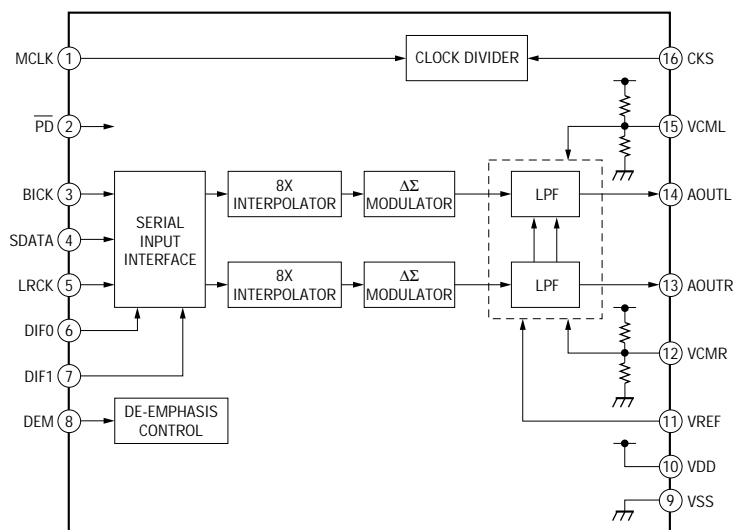 MCLK 1 CLOCK DIVIDER 16 CKS
PD 2
15 VCML
BICK 3
SDATA 4
LRCK 5
DIF0 6
DIF1 7
DEM 8
SERIAL
INPUT
INTERFACE
8X
INTERPOLATOR
ΔΣ
MODULATOR
LPF
14 AOUTL
8X
INTERPOLATOR
ΔΣ
MODULATOR
LPF
13 AOUTR
12 VCMR
DE-EMPHASIS
CONTROL
11 VREF
10 VDD
9 VSS